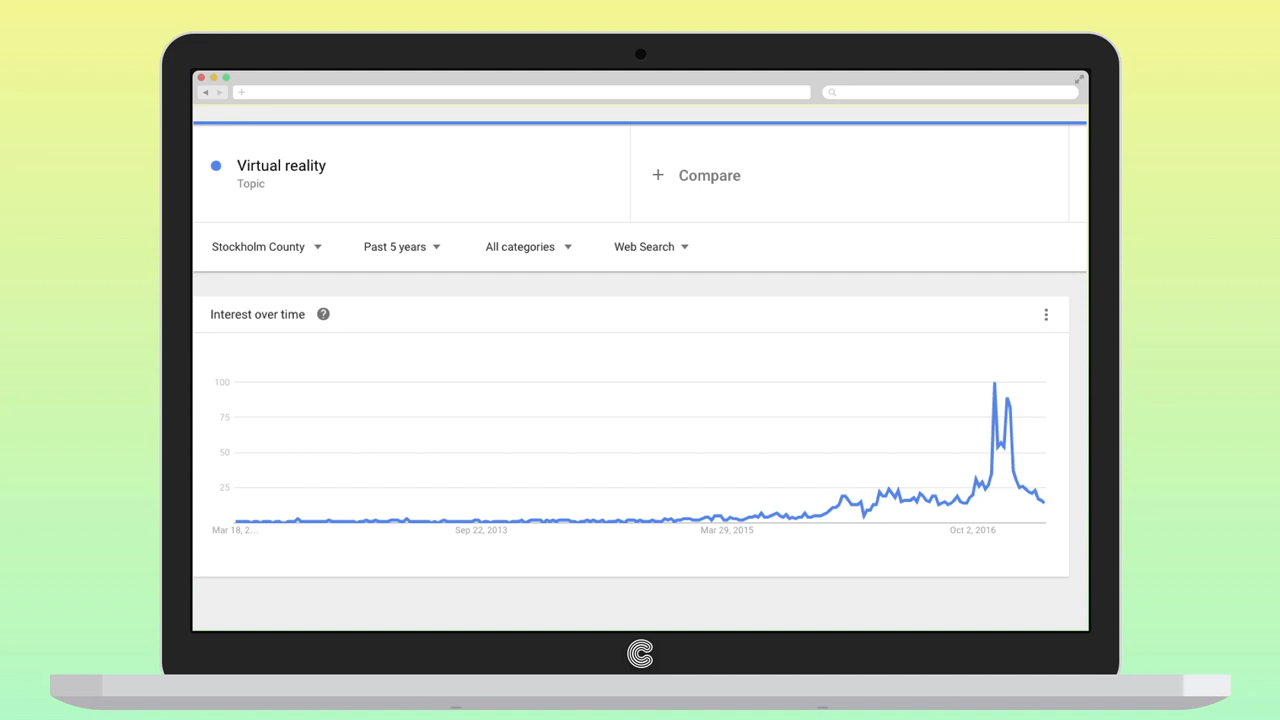 Virtual reality
Topic
+ Compare
Stockholm County
Past 5 years
All categories
Web Search
Interest over time ?
100
75
50
25
Mar 18, 2...
Sep 22, 2013
Mar 29, 2015
Oct 2, 2016